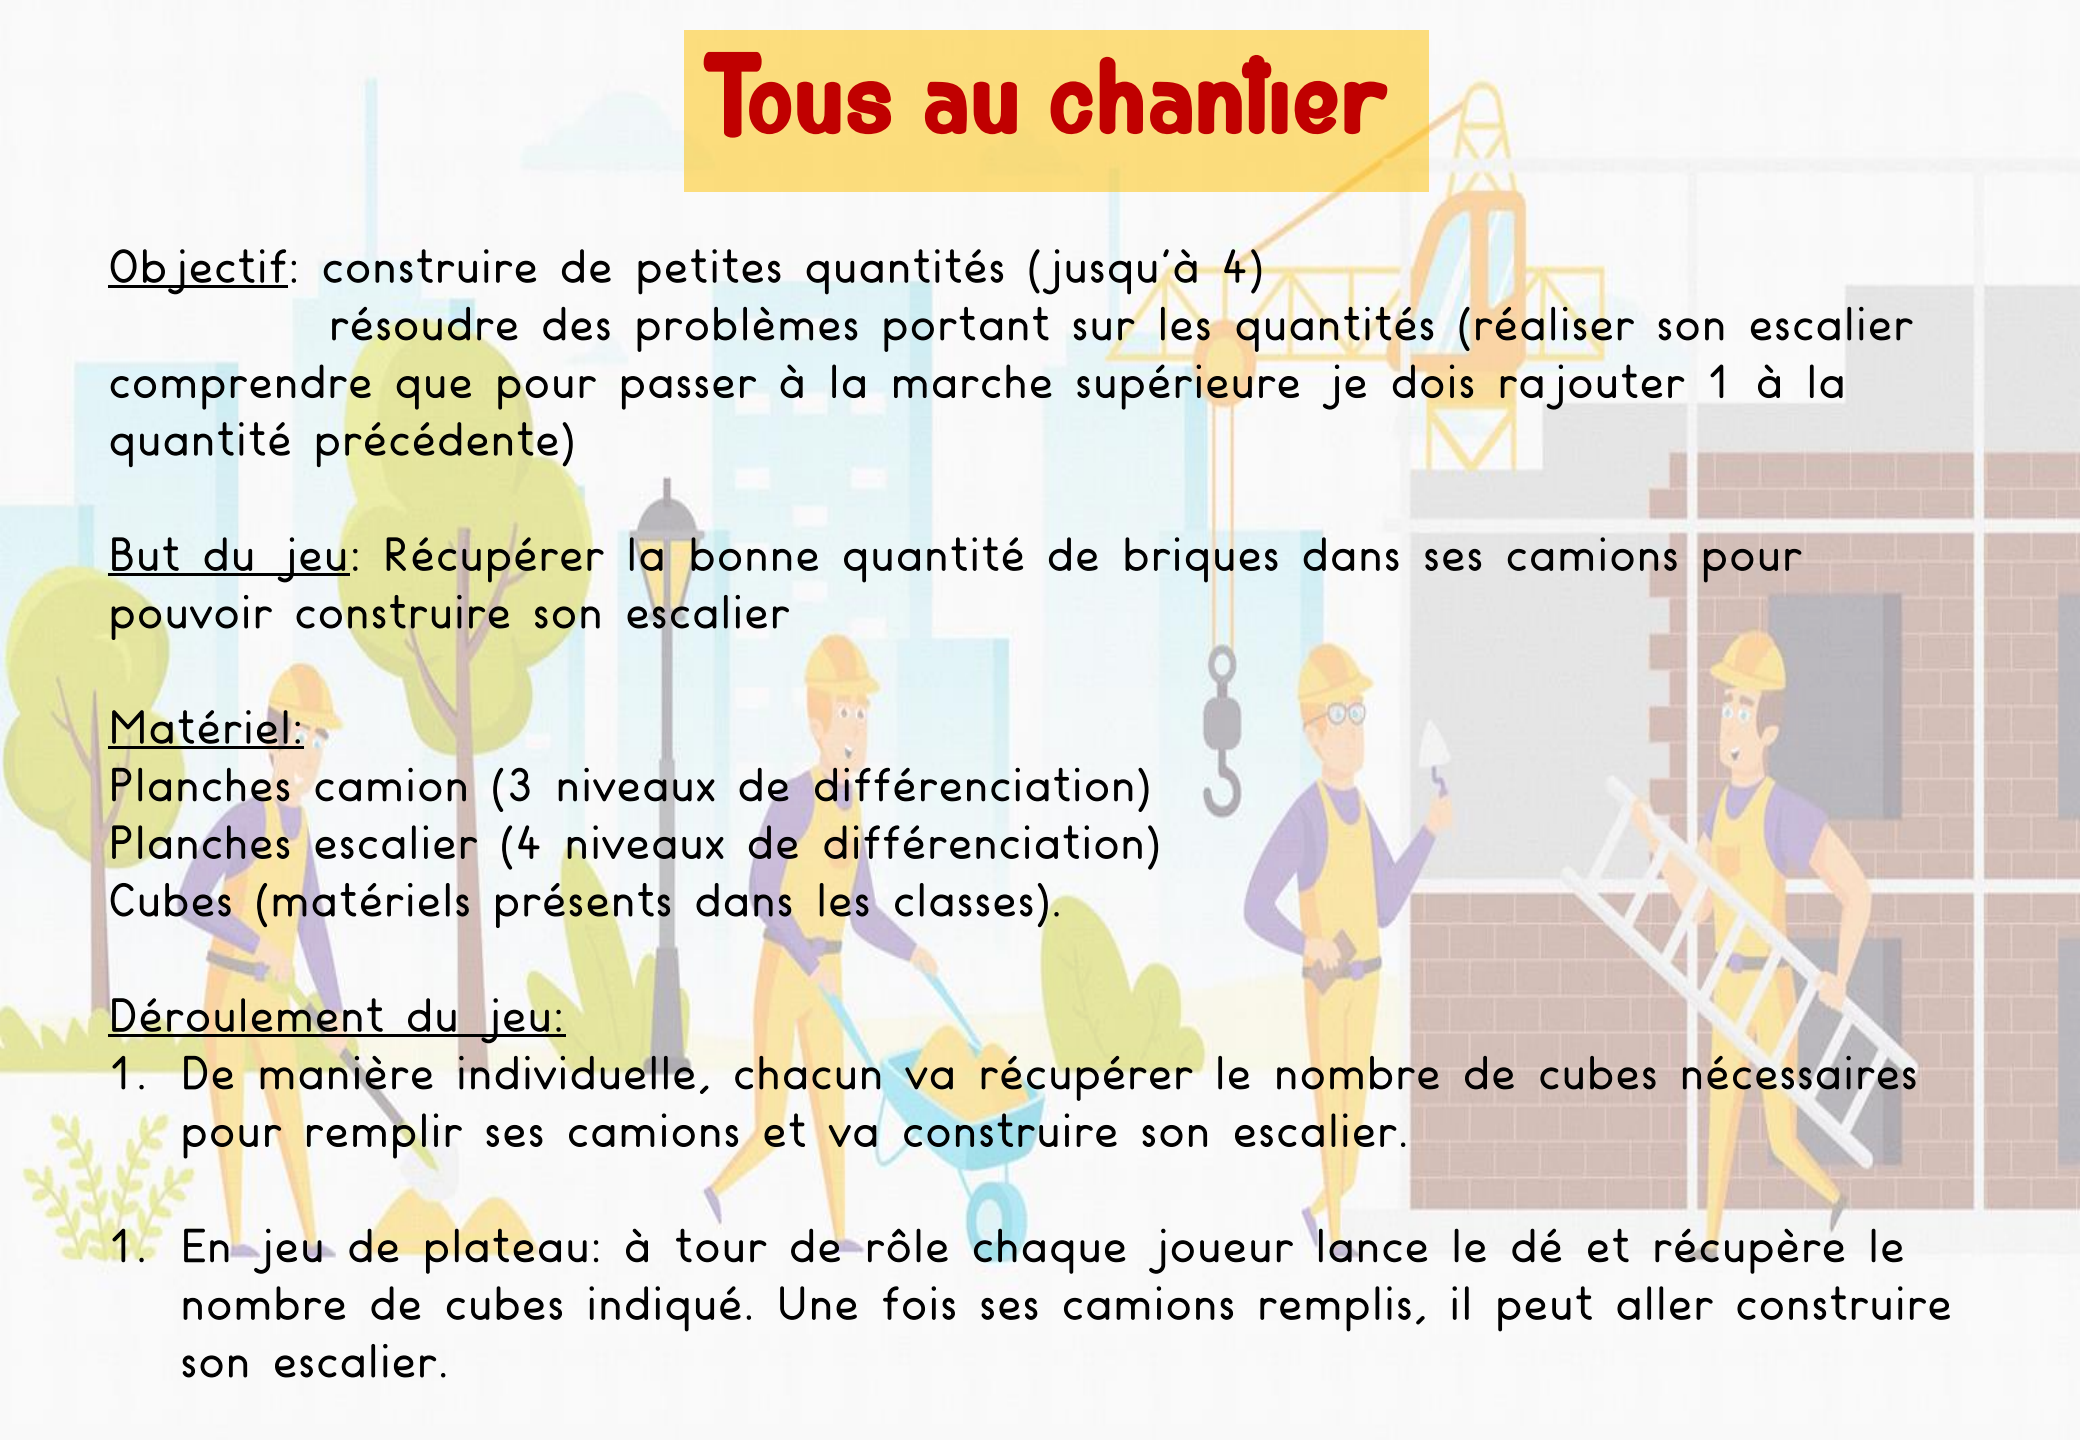 Tous au chantier
Objectif: construire de petites quantités (jusqu'à 4)
résoudre des problèmes portant sur les quantités (réaliser son escalier
comprendre que pour passer à la marche supérieure je dois rajouter 1 à la
quantité précédente)
But du jeu: Récupérer la bonne quantité de briques dans ses camions pour
pouvoir construire son escalier
Matériel:
Planches camion (3 niveaux de différenciation)
Planches escalier (4 niveaux de différenciation)
Cubes (matériels présents dans les classes).
Déroulement du jeu:
1. De manière individuelle, chacun va récupérer le nombre de cubes nécessaires
pour remplir ses camions et va construire son escalier.
1. En jeu de plateau: à tour de rôle chaque joueur lance le dé et récupère le
nombre de cubes indiqué. Une fois ses camions remplis, il peut aller construire
son escalier.